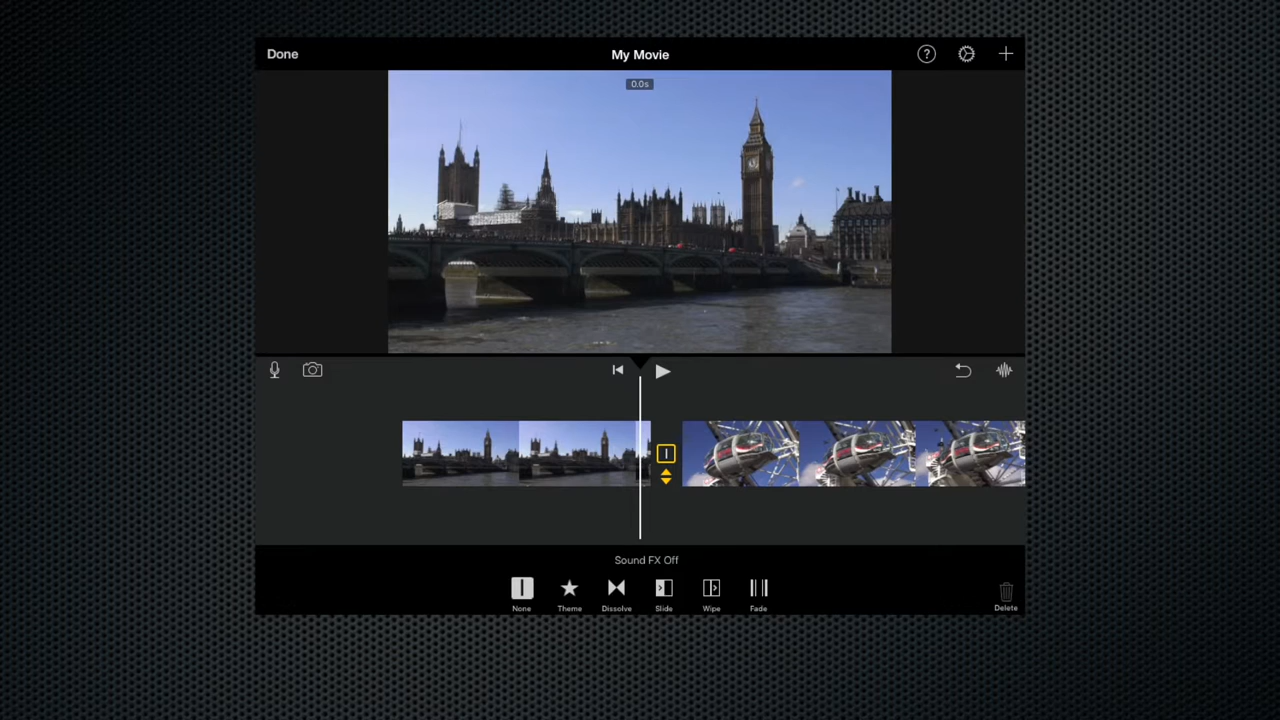 Done
My Movie
?
0.0s
Sound FX Off
None
Theme
Dissolve
Slide
Wipe
Fade
Delete